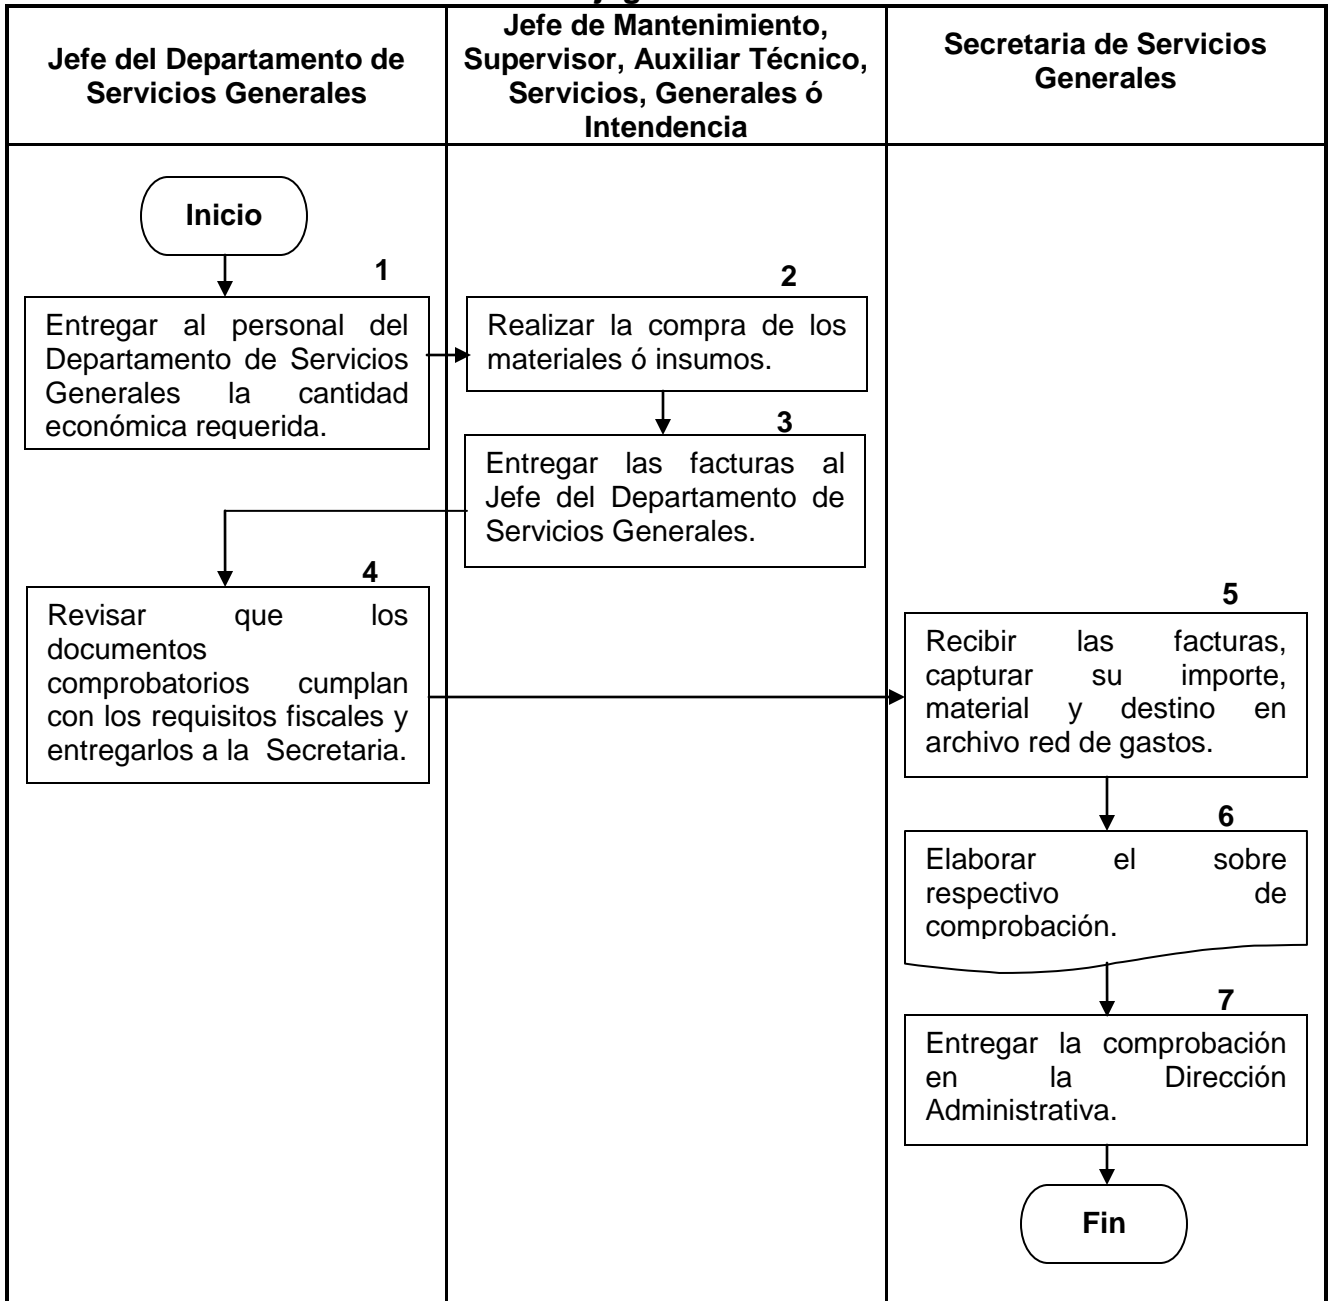 Jefe del Departamento de
Servicios Generales
Jefe de Mantenimiento,
Supervisor, Auxiliar Técnico,
Servicios, Generales ó
Intendencia
Secretaria de Servicios
Generales
Inicio
1
Entregar al personal del
Departamento de Servicios
Generales la cantidad
económica requerida.
2
Realizar la compra de los
materiales ó insumos.
3
Entregar las facturas al
Jefe del Departamento de
Servicios Generales.
4
Revisar que los
documentos
comprobatorios cumplan
con los requisitos fiscales y
entregarlos a la Secretaria.
5
Recibir las facturas,
capturar su importe,
material y destino en
archivo red de gastos.
6
Elaborar el sobre
respectivo de
comprobación.
7
Entregar la comprobación
en la Dirección
Administrativa.
Fin